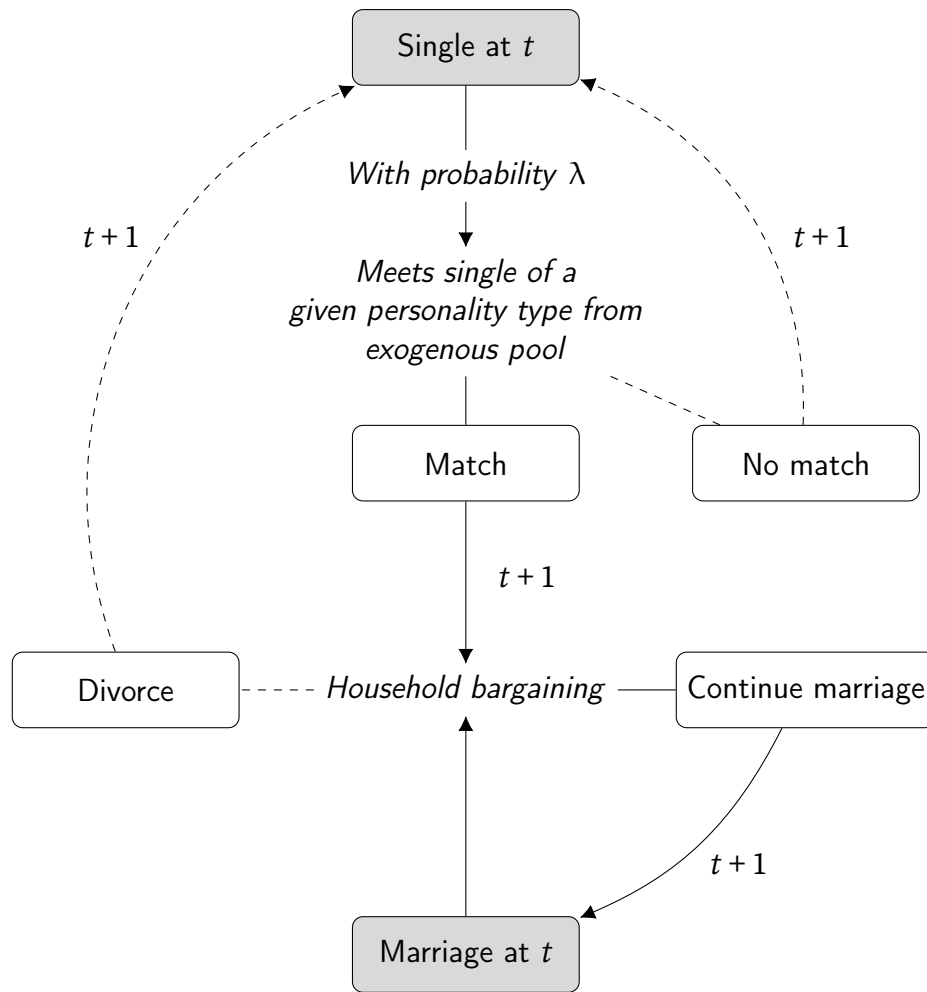 Single at t
With probability λ
t + 1
t + 1
Meets single of a
given personality type from
exogenous pool
Match
No match
t + 1
Divorce
Household bargaining
Continue marriage
t + 1
Marriage at t